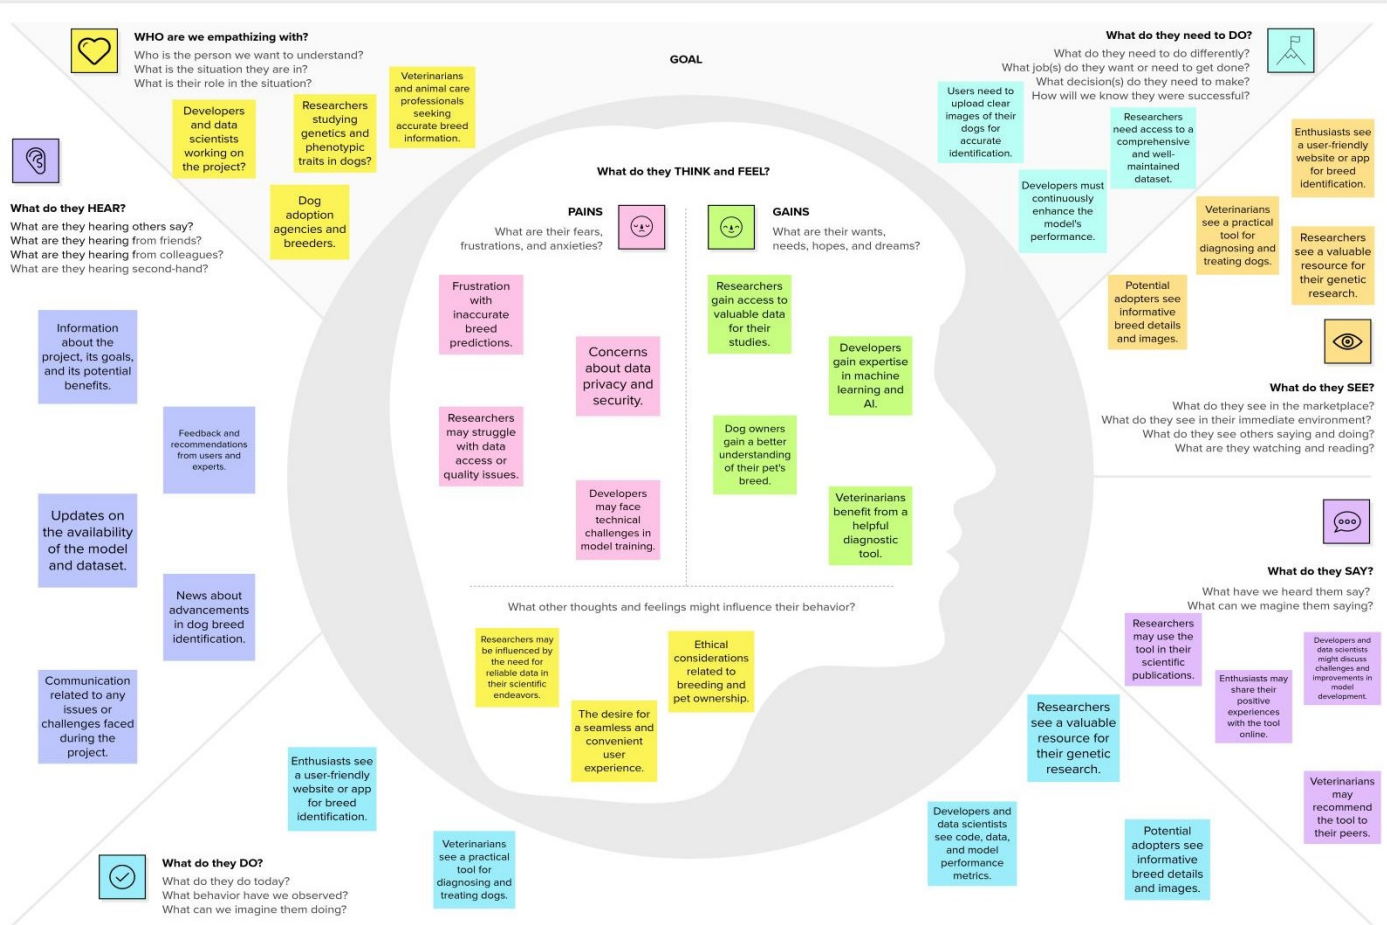 WHO are we empathizing with?
Who is the person we want to understand?
What is the situation they are in?
What is their role in the situation?
Developers
and data
scientists
working on
the project?
Researchers
studying
genetics and
phenotypic
traits in dogs?
Veterinarians
and animal care
professionals
seeking
accurate breed
information.
Dog
adoption
agencies and
breeders.
GOAL
What do they need to DO?
What do they need to do differently?
What job(s) do they want or need to get done?
What decision(s) do they need to make?
How will we know they were successful?
Users need to
upload clear
images of their
dogs for
accurate
identification.
Researchers
need access to a
comprehensive
and well-
maintained
dataset.
Developers must
continuously
enhance the
model's
performance.
Enthusiasts see
a user-friendly
website or app
for breed
identification.
Veterinarians
see a practical
tool for
diagnosing and
treating dogs.
Researchers
see a valuable
resource for
their genetic
research.
Potential
adopters see
informative
breed details
and images.
What do they SEE?
What do they see in the marketplace?
What do they see in their immediate environment?
What do they see others saying and doing?
What are they watching and reading?
What do they HEAR?
What are they hearing others say?
What are they hearing from friends?
What are they hearing from colleagues?
What are they hearing second-hand?
Information
about the
project, its goals,
and its potential
benefits.
Feedback and
recommendations
from users and
experts.
Updates on
the availability
of the model
and dataset.
News about
advancements
in dog breed
identification.
Communication
related to any
issues or
challenges faced
during the
project.
What do they THINK and FEEL?
PAINS
What are their fears,
frustrations, and anxieties?
Frustration
with
inaccurate
breed
predictions.
Concerns
about data
privacy and
security.
Researchers
may struggle
with data
access or
quality issues.
Developers
may face
technical
challenges in
model training.
GAINS
What are their wants,
needs, hopes, and dreams?
Researchers
gain access to
valuable data
for their
studies.
Developers
gain expertise
in machine
learning and
AI.
Dog owners
gain a better
understanding
of their pet's
breed.
Veterinarians
benefit from a
helpful
diagnostic
tool.
What other thoughts and feelings might influence their behavior?
Researchers may
be influenced by
the need for
reliable data in
their scientific
endeavors.
Ethical
considerations
related to
breeding and
pet ownership.
The desire for
a seamless and
convenient
user
experience.
What do they SAY?
What have we heard them say?
What can we magine them saying?
Researchers
may use the
tool in their
scientific
publications.
Developers and
data scientists
might discuss
challenges and
improvements in
model
development.
Enthusiasts may
share their
positive
experiences
with the tool
online.
Veterinarians
may
recommend
the tool to
their peers.
What do they DO?
What do they do today?
What behavior have we observed?
What can we imagine them doing?
Enthusiasts see
a user-friendly
website or app
for breed
identification.
Veterinarians
see a practical
tool for
diagnosing and
treating dogs.
Researchers
see a valuable
resource for
their genetic
research.
Developers and
data scientists
see code, data,
and model
performance
metrics.
Potential
adopters see
informative
breed details
and images.